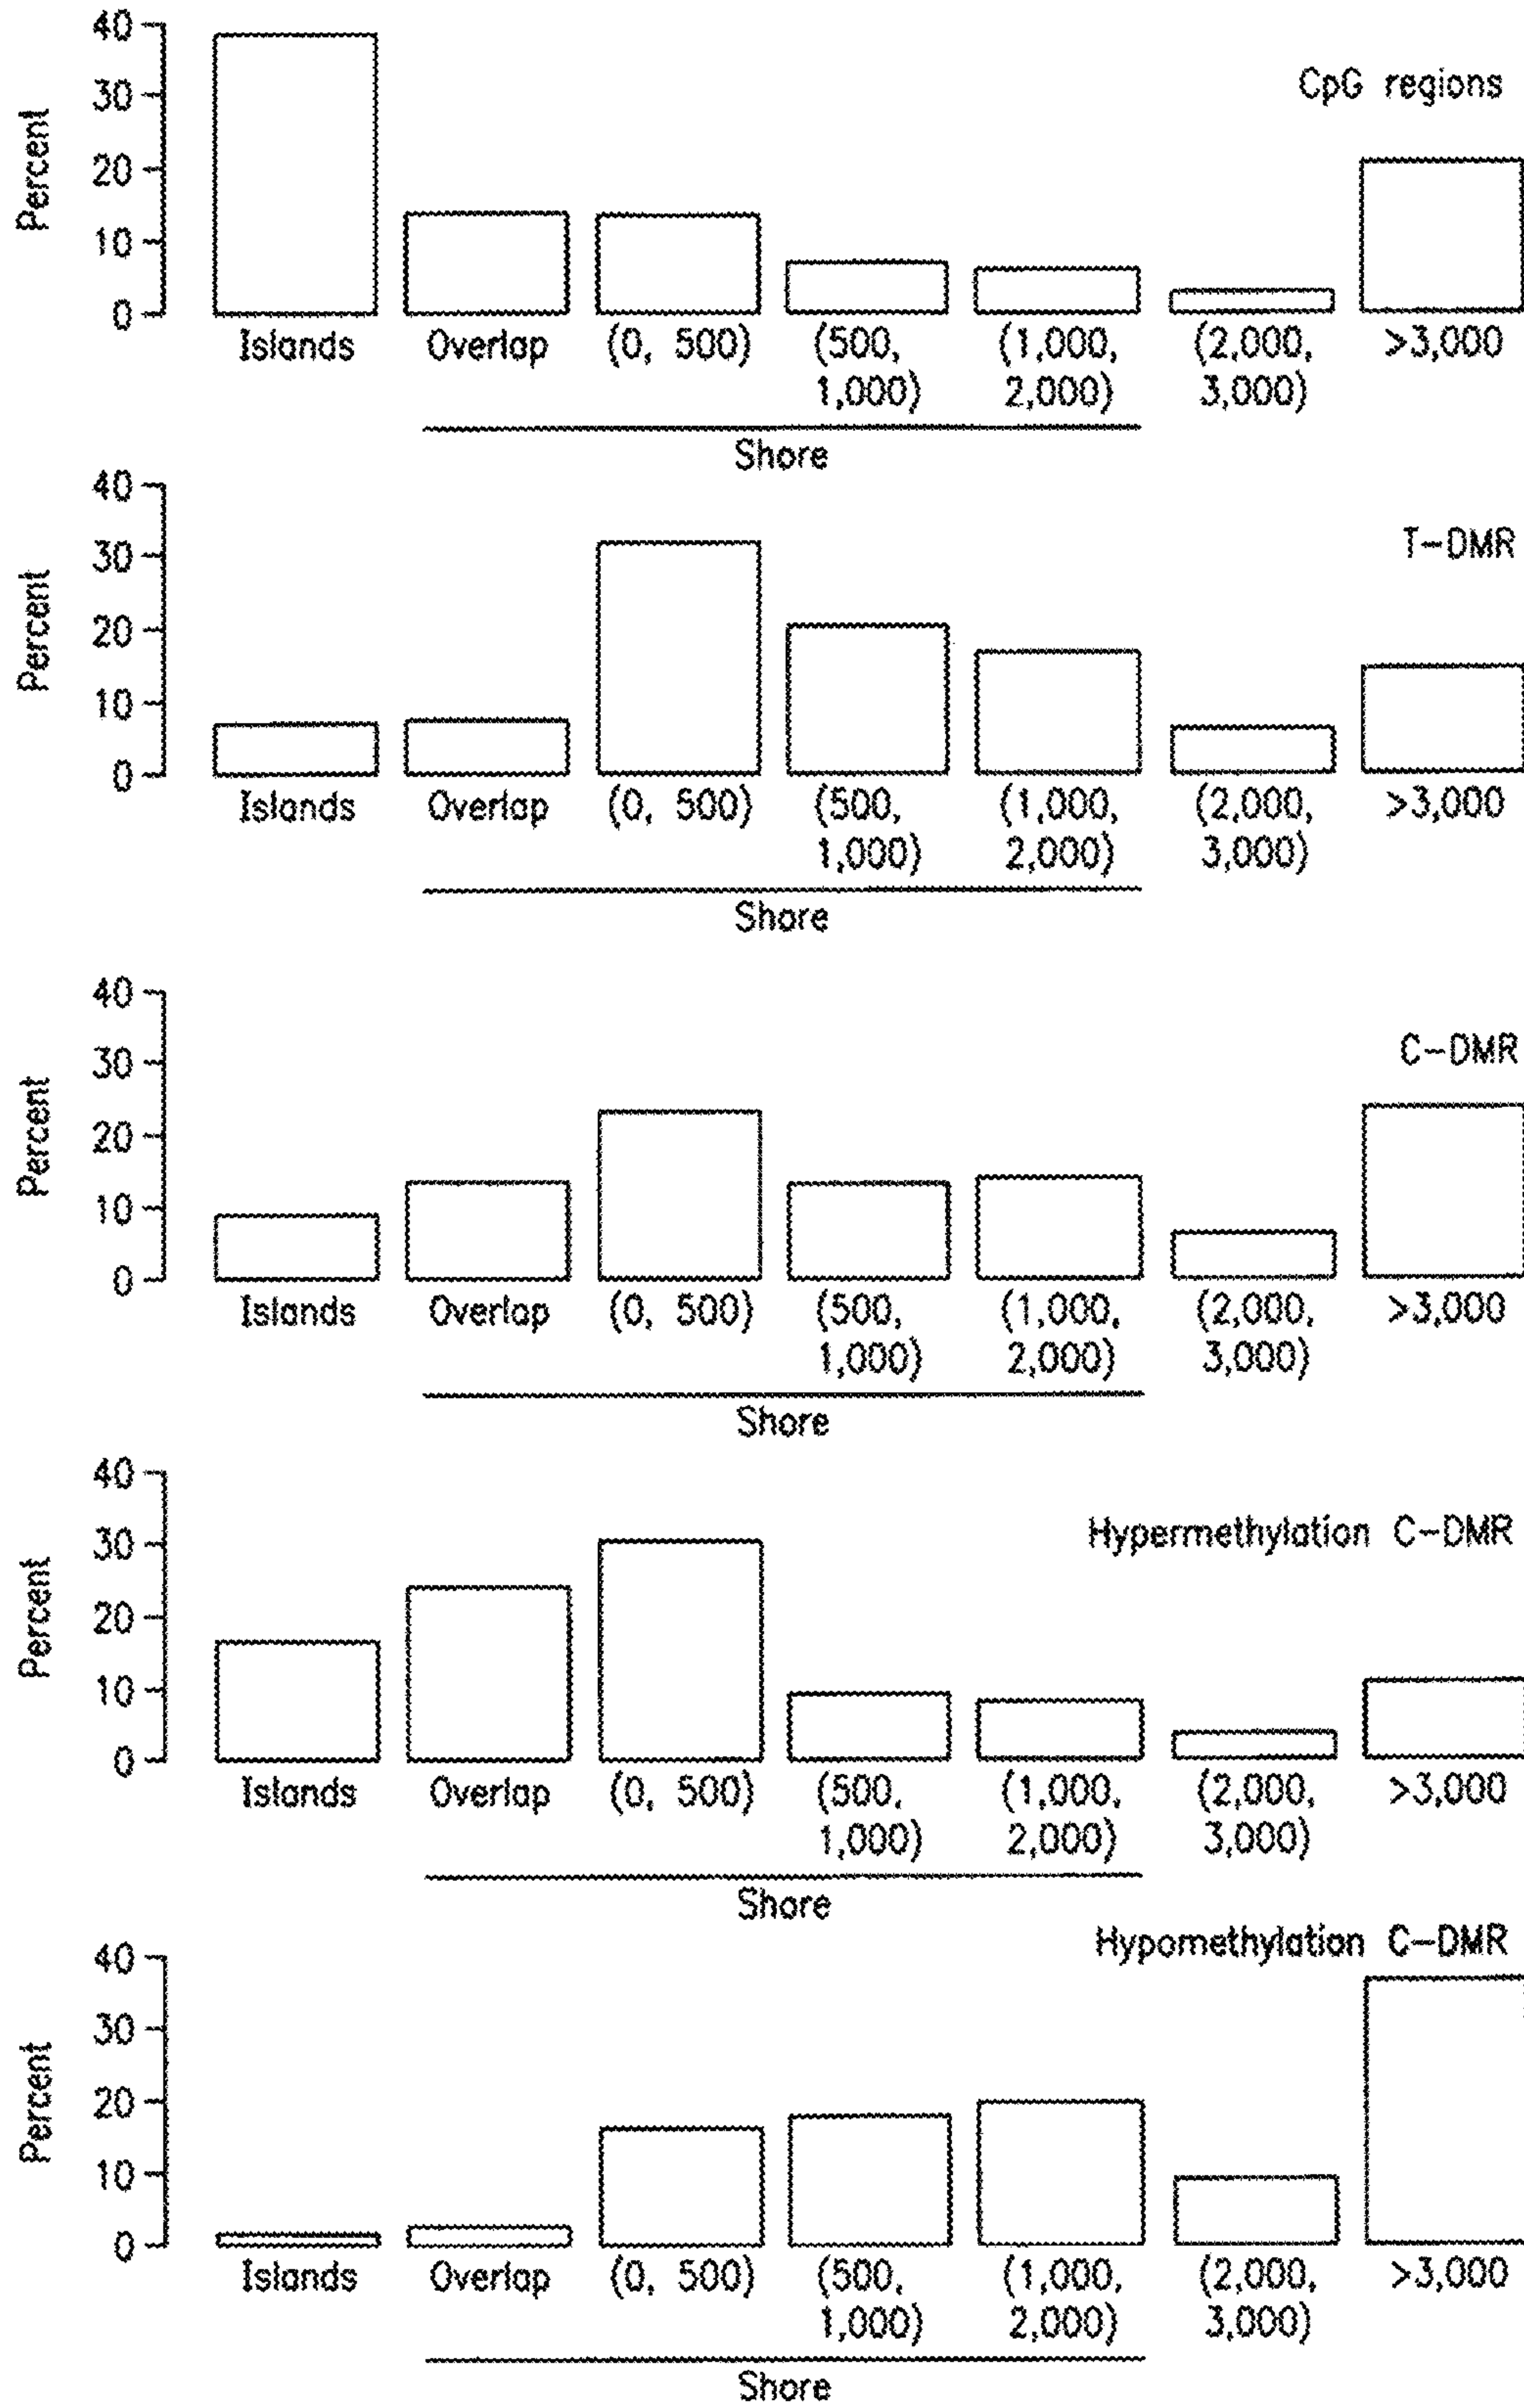 CpG regions
Percent
40
30
20
10
0
Islands Overlap (0, 500) (500, (1,000, (2,000, >3,000
1,000) 2,000) 3,000)
Shore
T-DMR
Percent
40
30
20
10
0
Islands Overlap (0, 500) (500, (1,000, (2,000, >3,000
1,000) 2,000) 3,000)
Shore
C-DMR
Percent
40
30
20
10
0
Islands Overlap (0, 500) (500, (1,000, (2,000, >3,000
1,000) 2,000) 3,000)
Shore
Hypermethylation C-DMR
Percent
40
30
20
10
0
Islands Overlap (0, 500) (500, (1,000, (2,000, >3,000
1,000) 2,000) 3,000)
Shore
Hypomethylation C-DMR
Percent
40
30
20
10
0
Islands Overlap (0, 500) (500, (1,000, (2,000, >3,000
1,000) 2,000) 3,000)
Shore